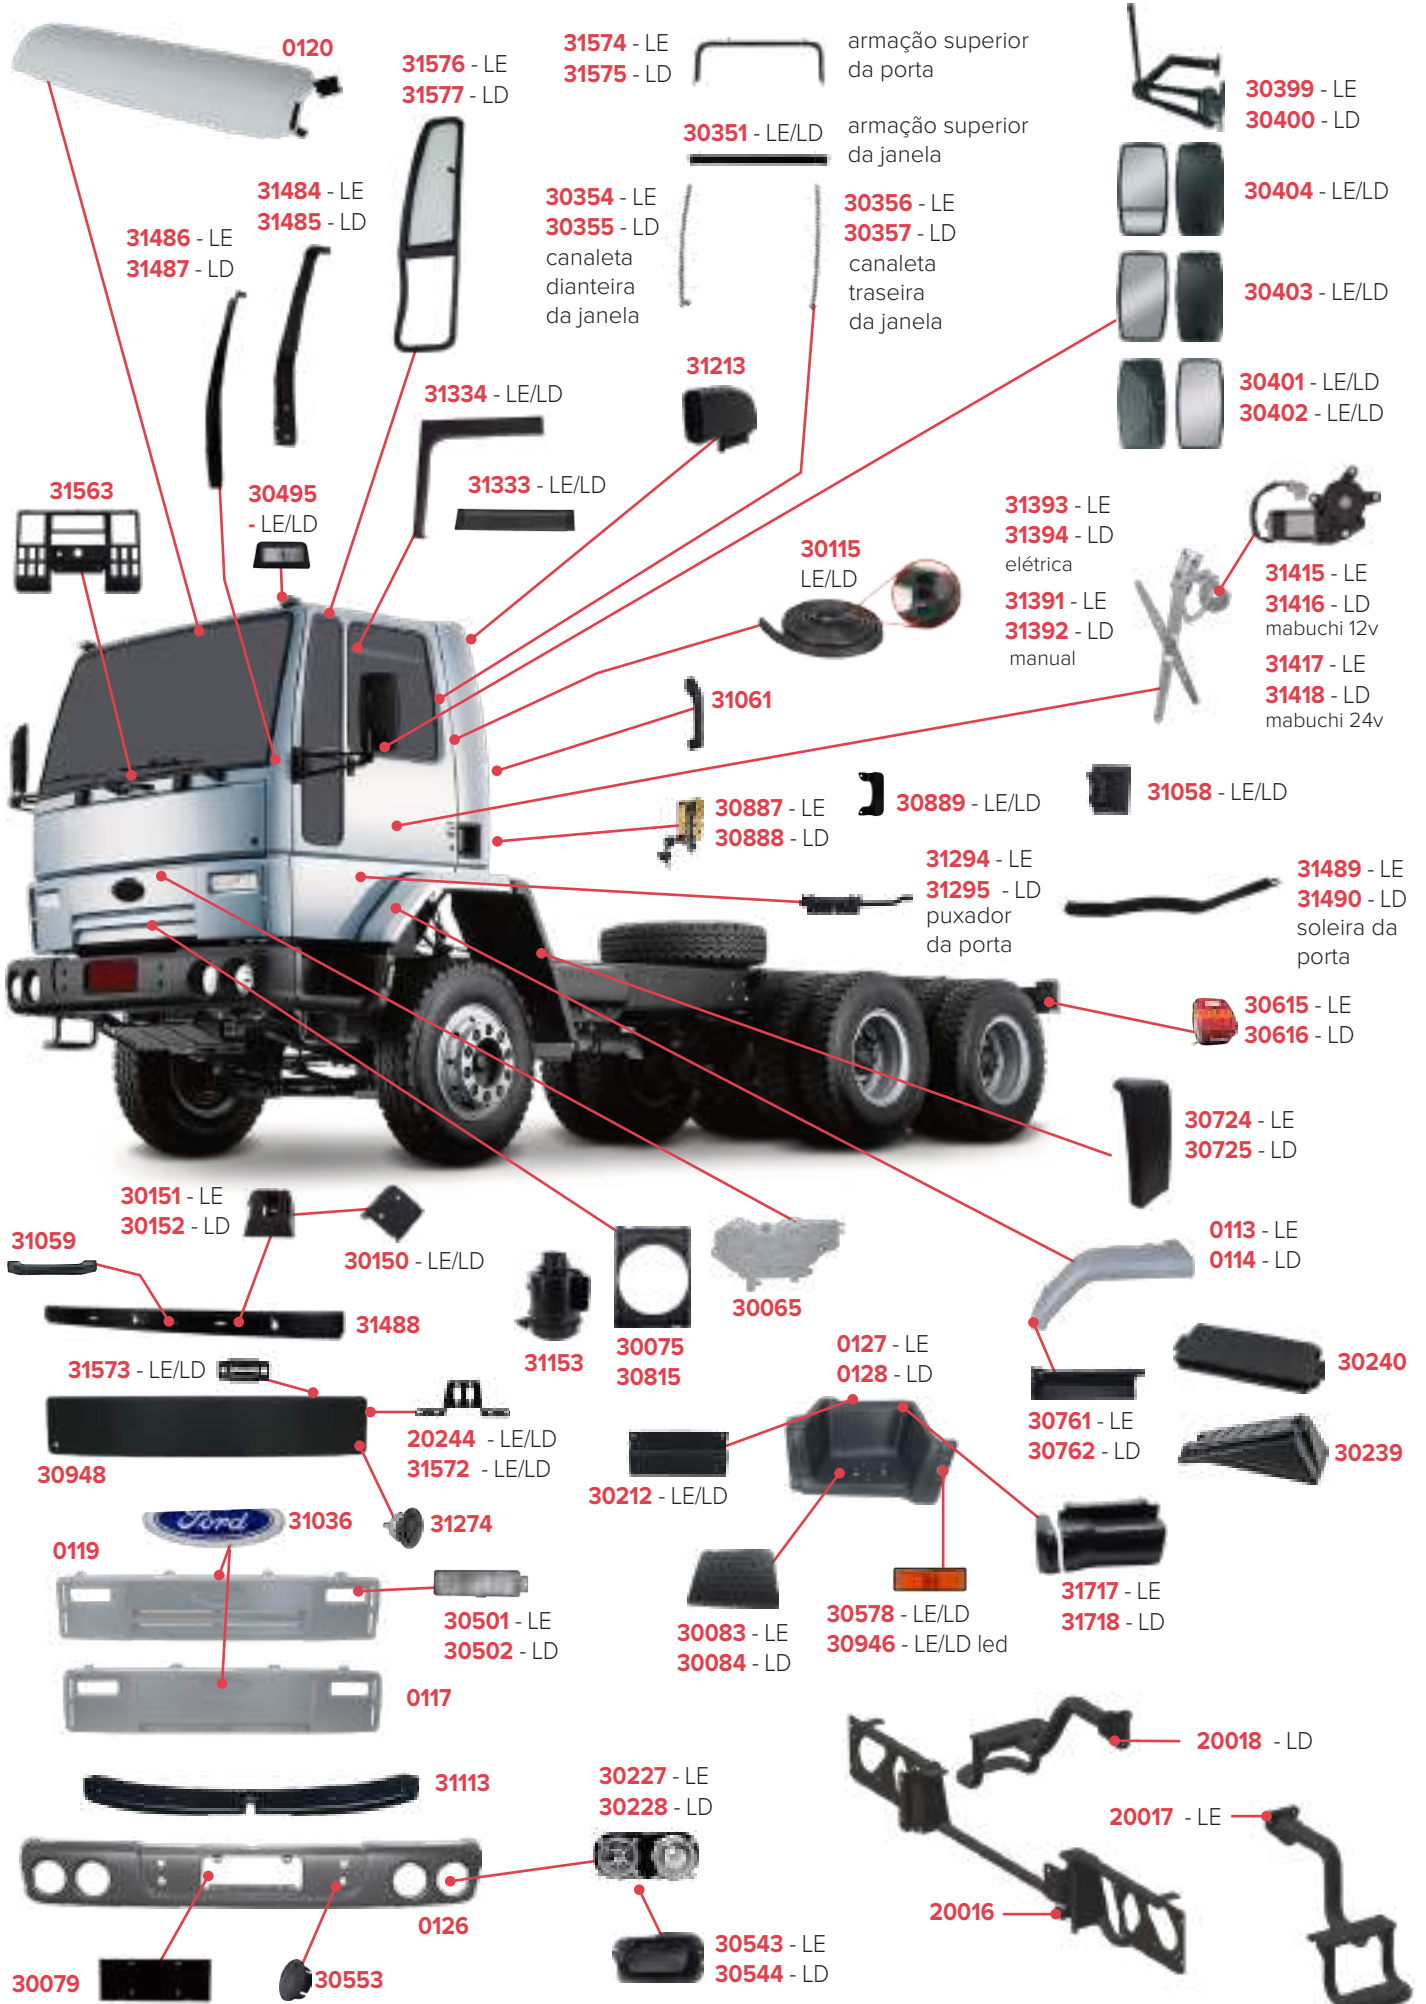 0120
31576 - LE
31577 - LD
31574 - LE
31575 - LD
armação superior
da porta
30351 - LE/LD
armação superior
da janela
30399 - LE
30400 - LD
30404 - LE/LD
31484 - LE
31485 - LD
31486 - LE
31487 - LD
30354 - LE
30355 - LD
canaleta
dianteira
da janela
30356 - LE
30357 - LD
canaleta
traseira
da janela
30403 - LE/LD
31213
30401 - LE/LD
30402 - LE/LD
31334 - LE/LD
31333 - LE/LD
31563
30495
- LE/LD
30115
LE/LD
31393 - LE
31394 - LD
elétrica
31391 - LE
31392 - LD
manual
31415 - LE
31416 - LD
mabuchi 12v
31417 - LE
31418 - LD
mabuchi 24v
31061
30887 - LE
30888 - LD
30889 - LE/LD
31058 - LE/LD
31294 - LE
31295 - LD
puxador
da porta
31489 - LE
31490 - LD
soleira da
porta
30615 - LE
30616 - LD
30724 - LE
30725 - LD
30151 - LE
30152 - LD
30150 - LE/LD
31059
31488
31153
30075
30815
30065
0113 - LE
0114 - LD
0127 - LE
0128 - LD
30240
31573 - LE/LD
30948
20244 - LE/LD
31572 - LE/LD
30212 - LE/LD
30761 - LE
30762 - LD
30239
Ford
31036
31274
0119
30501 - LE
30502 - LD
30083 - LE
30084 - LD
30578 - LE/LD
30946 - LE/LD led
31717 - LE
31718 - LD
0117
20018 - LD
31113
30227 - LE
30228 - LD
20017 - LE
20016
0126
30079
30553
30543 - LE
30544 - LD